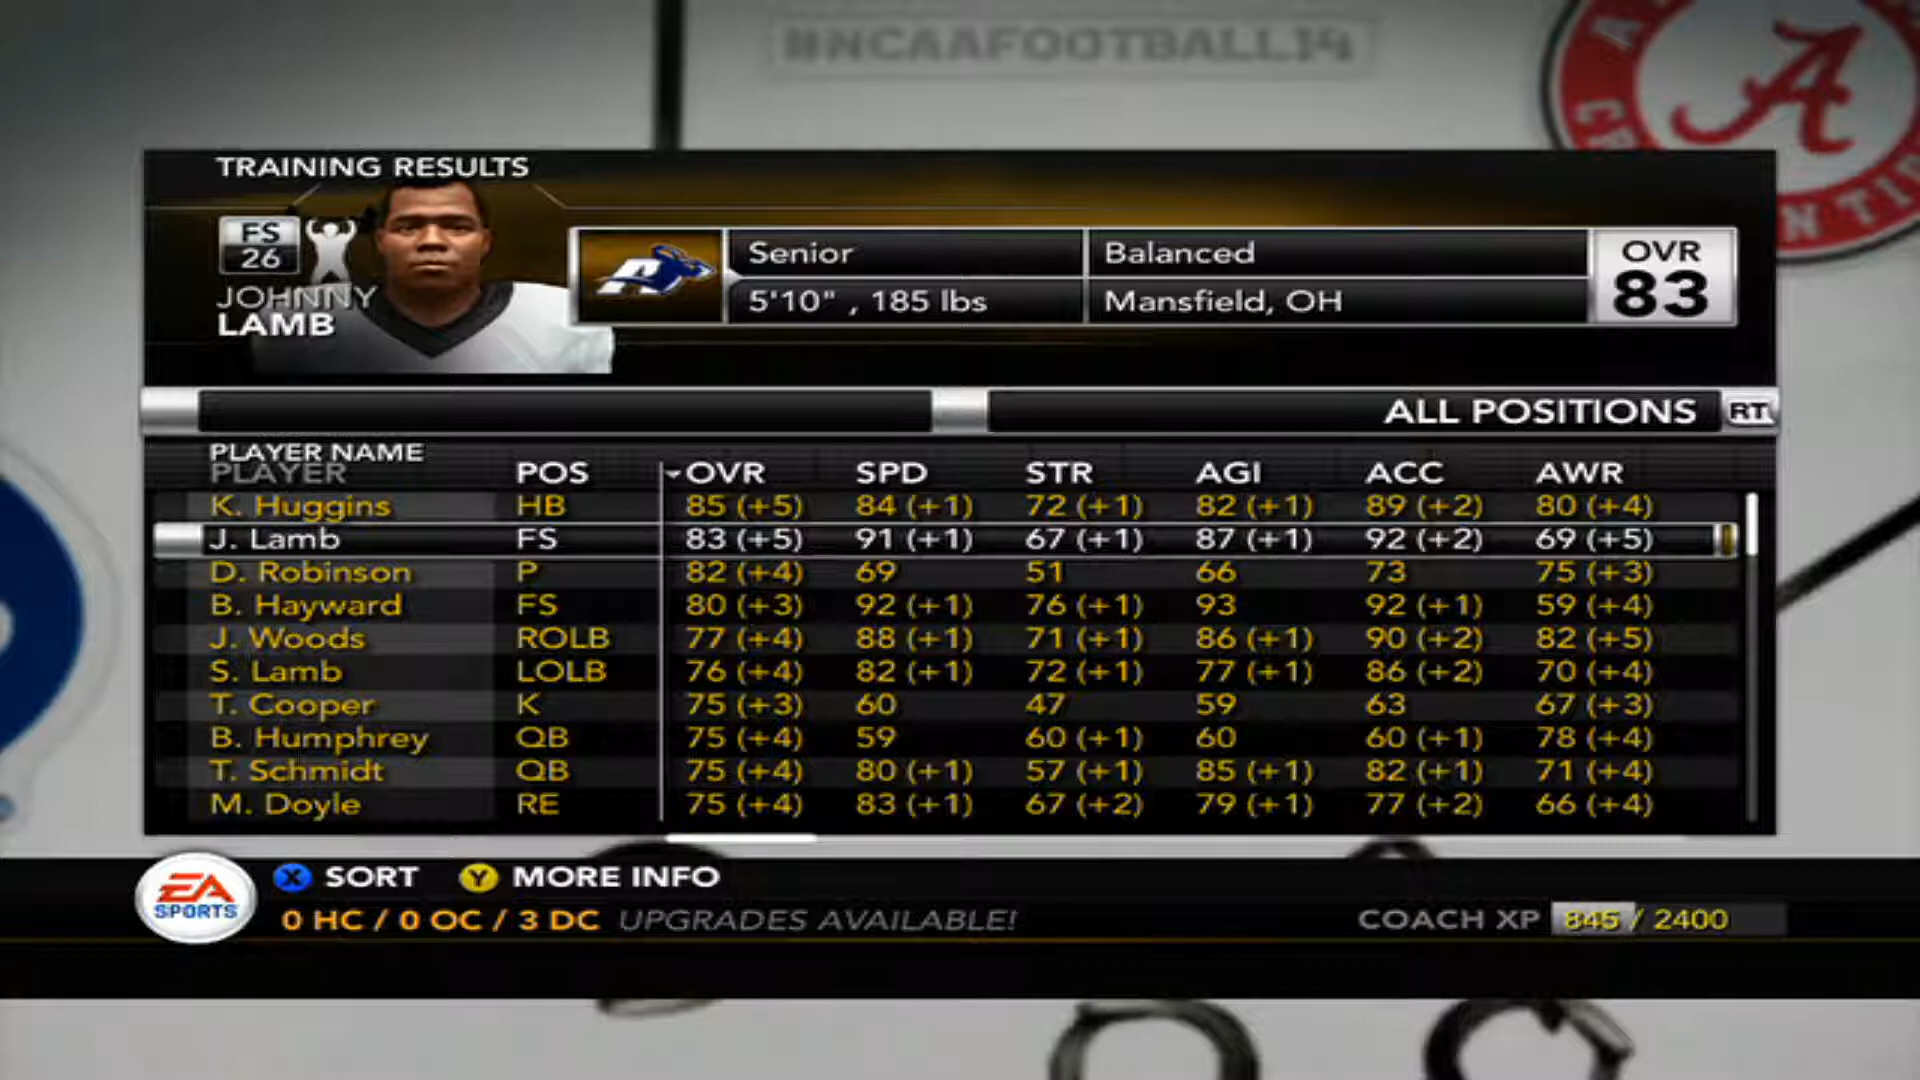 #NCAAFOOTBALL14
TRAINING RESULTS
FS
26
JOHNNY
LAMB
Senior
Balanced
5'10" , 185 lbs
Mansfield, OH
OVR
83
ALL POSITIONS RT
PLAYER NAME
PLAYER POS OVR SPD STR AGI ACC AWR
K. Huggins HB 85 (+5) 84 (+1) 72 (+1) 82 (+1) 89 (+2) 80 (+4)
J. Lamb FS 83 (+5) 91 (+1) 67 (+1) 87 (+1) 92 (+2) 69 (+5)
D. Robinson P 82 (+4) 69 51 66 73 75 (+3)
B. Hayward FS 80 (+3) 92 (+1) 76 (+1) 93 92 (+1) 59 (+4)
J. Woods ROLB 77 (+4) 88 (+1) 71 (+1) 86 (+1) 90 (+2) 82 (+5)
S. Lamb LOLB 76 (+4) 82 (+1) 72 (+1) 77 (+1) 86 (+2) 70 (+4)
T. Cooper K 75 (+3) 60 47 59 63 67 (+3)
B. Humphrey QB 75 (+4) 59 60 (+1) 60 60 (+1) 78 (+4)
T. Schmidt QB 75 (+4) 80 (+1) 57 (+1) 85 (+1) 82 (+1) 71 (+4)
M. Doyle RE 75 (+4) 83 (+1) 67 (+2) 79 (+1) 77 (+2) 66 (+4)
EA
SPORTS
X SORT Y MORE INFO
0 HC / 0 OC / 3 DC UPGRADES AVAILABLE!
COACH XP 845 / 2400